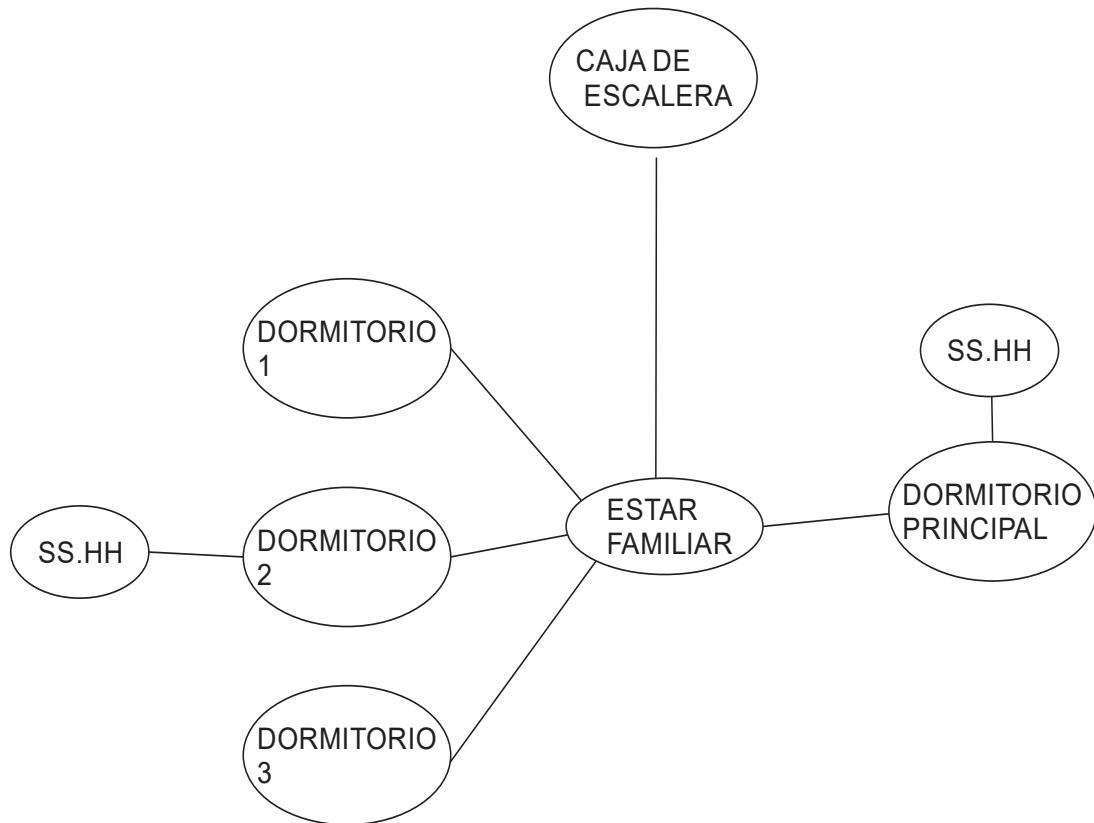 CAJA DE
ESCALERA
DORMITORIO
1
SS.HH
DORMITORIO
PRINCIPAL
ESTAR
FAMILIAR
SS.HH
DORMITORIO
2
DORMITORIO
3